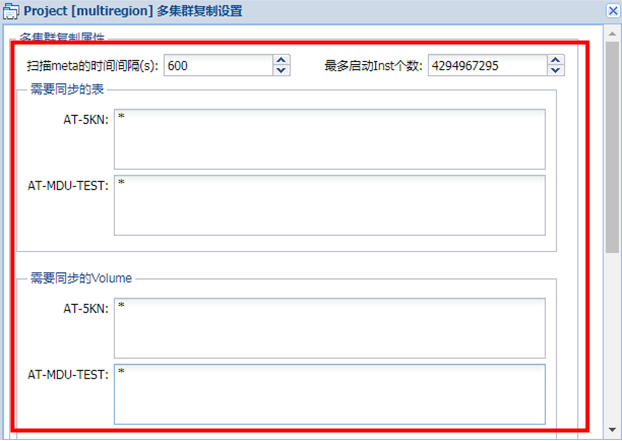 Project [multiregion] 多集群复制设置
多集群复制属性
扫描meta的时间间隔(s): 600 最多启动Inst个数: 4294967295
需要同步的表
AT-5KN: *
AT-MDU-TEST: *
需要同步的Volume
AT-5KN: *
AT-MDU-TEST: *